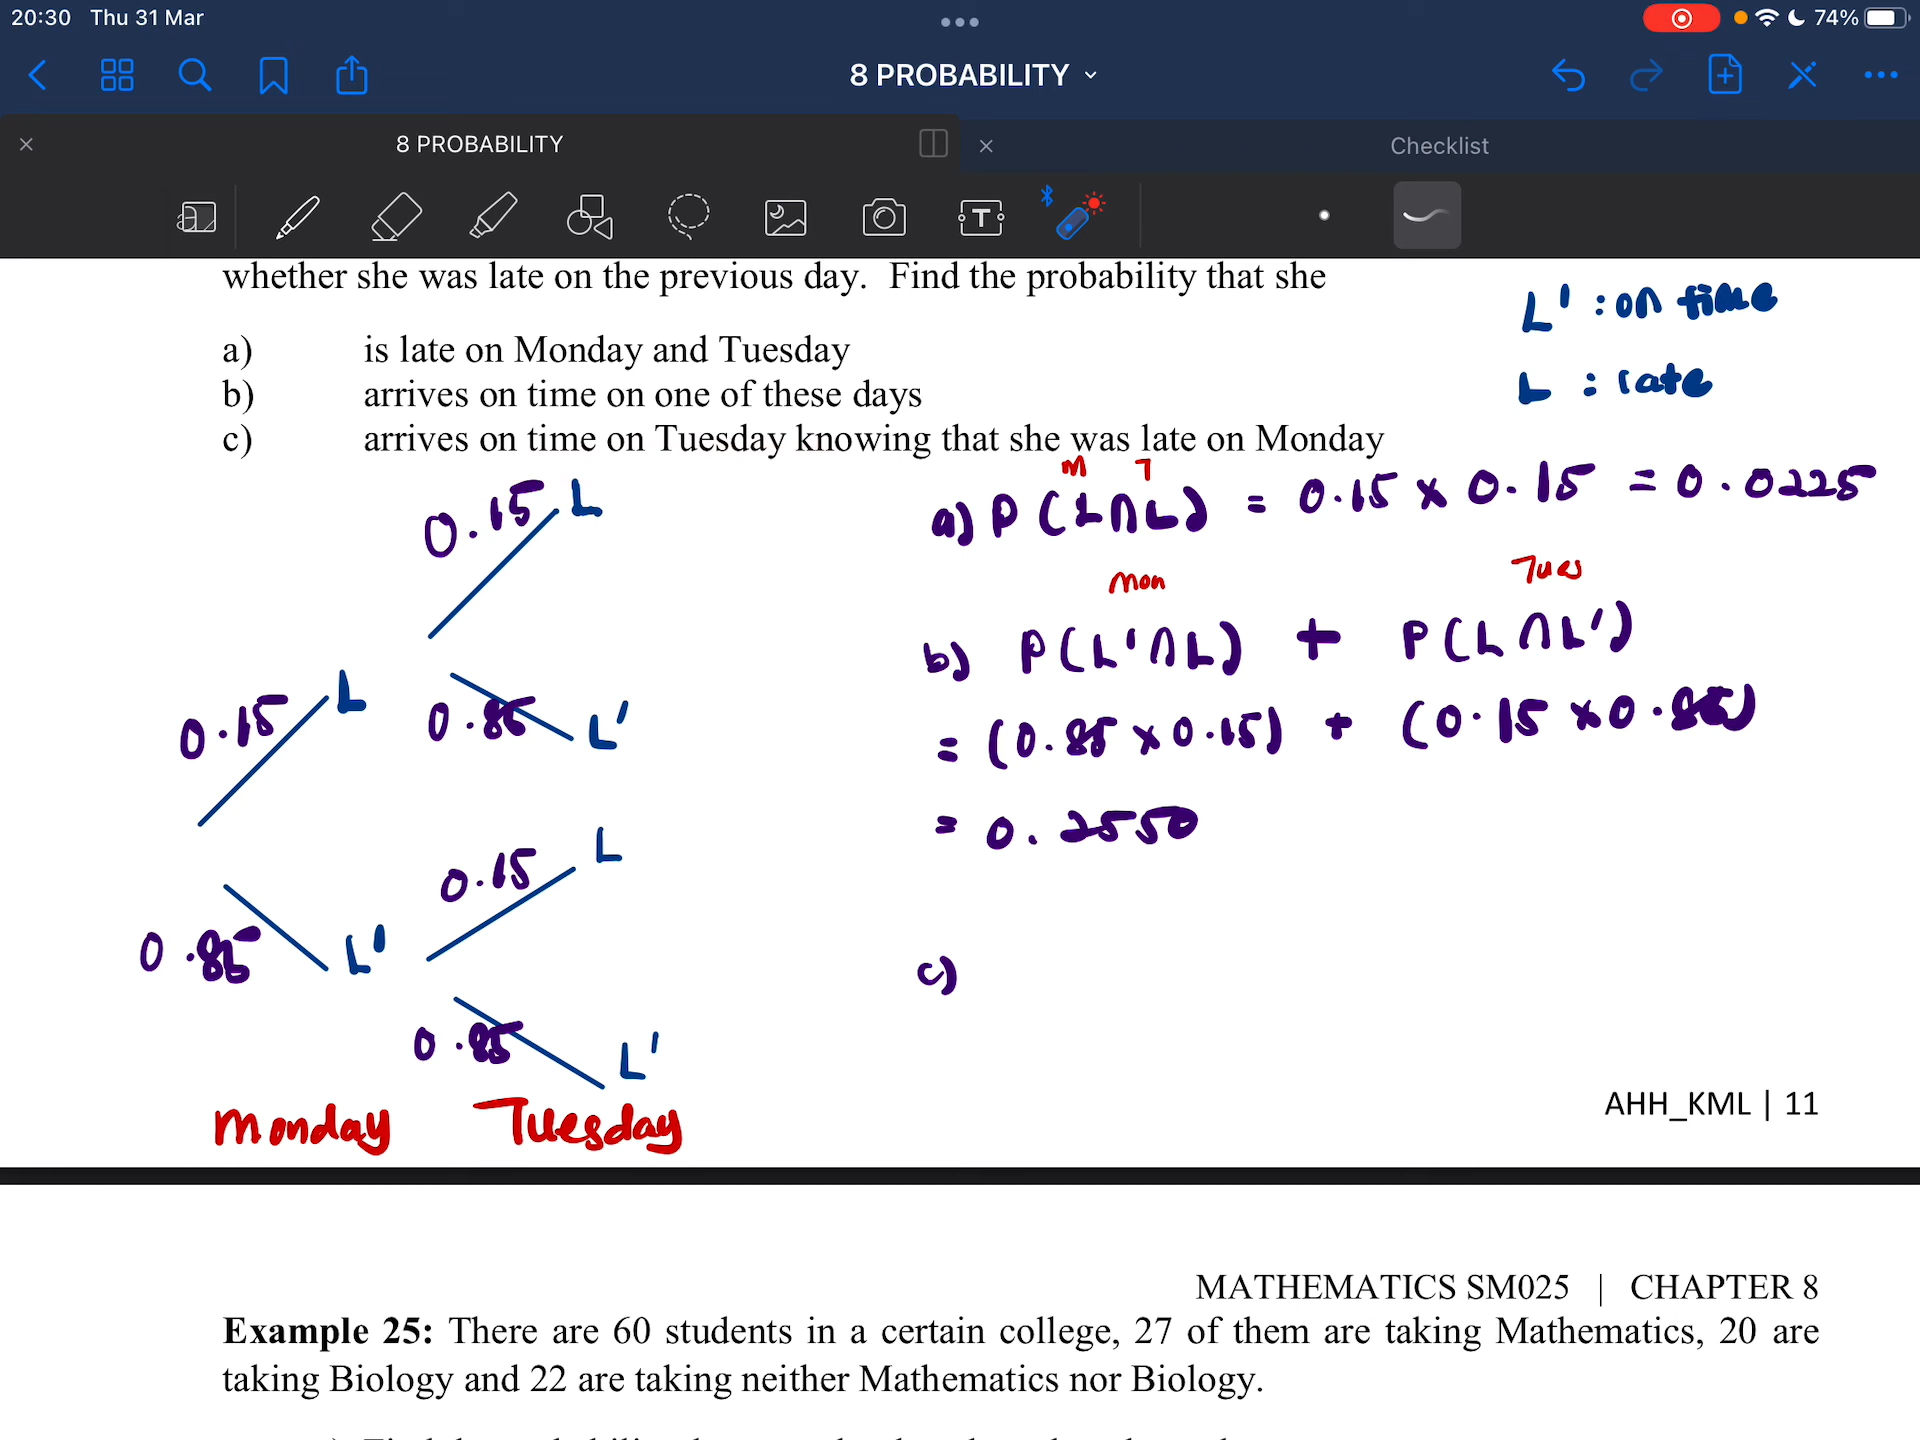 20:30 Thu 31 Mar
74%
8 PROBABILITY
8 PROBABILITY
Checklist
whether she was late on the previous day. Find the probability that she
a) is late on Monday and Tuesday
b) arrives on time on one of these days
c) arrives on time on Tuesday knowing that she was late on Monday
L' : on time
L : late
0.15 L
0.15 L
0.85 L'
0.15 L
0.85 L'
0.85 L'
Monday Tuesday
M T
a) P(L∩L) = 0.15 x 0.15 = 0.0225
Mon Tues
b) P(L'∩L) + P(L∩L')
= (0.85 x 0.15) + (0.15 x 0.85)
= 0.2550
c)
AHH_KML | 11
MATHEMATICS SM025 | CHAPTER 8
Example 25: There are 60 students in a certain college, 27 of them are taking Mathematics, 20 are
taking Biology and 22 are taking neither Mathematics nor Biology.